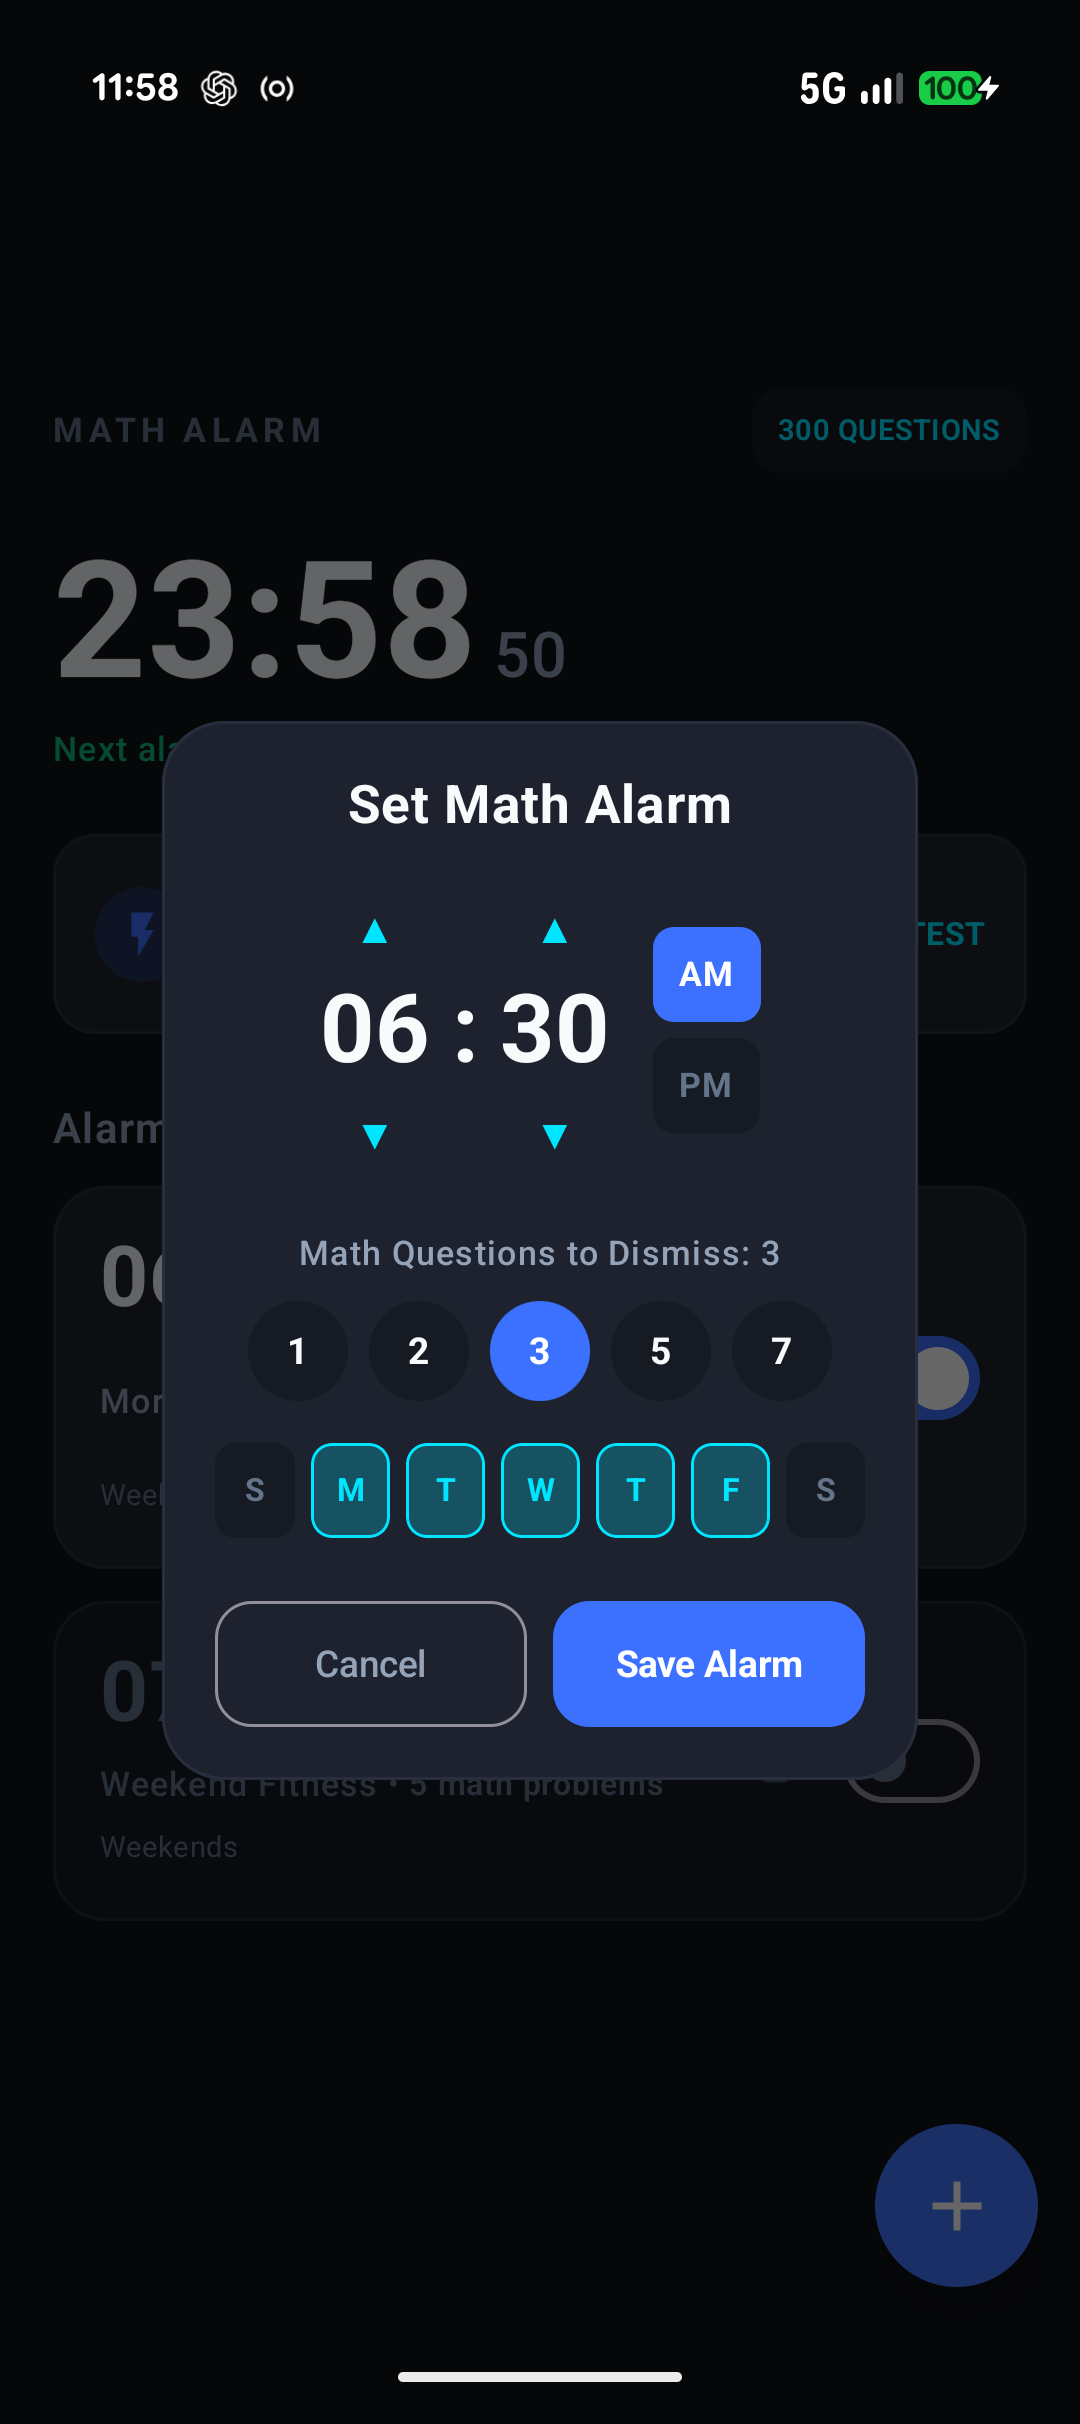 11:58 5G 100
MATH ALARM 300 QUESTIONS
23:58 50
Next
Set Math Alarm
▲ ▲
AM
TEST
06 : 30
PM
▼ ▼
Alarm
Math Questions to Dismiss: 3
1 2 3 5 7
S M T W T F S
Cancel Save Alarm
Weekend Fitness • 5 math problems
Weekends
+